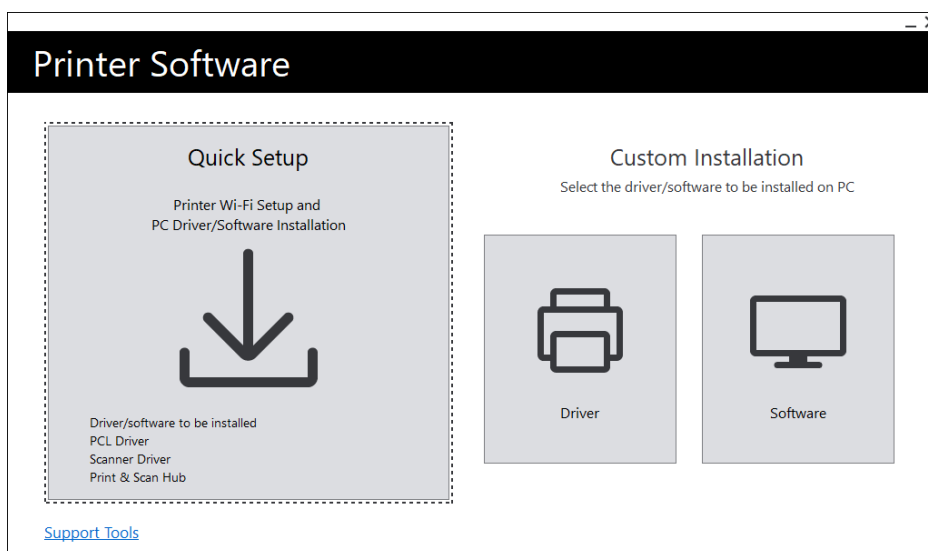 Printer Software
Quick Setup
Printer Wi-Fi Setup and
PC Driver/Software Installation
Driver/software to be installed
PCL Driver
Scanner Driver
Print & Scan Hub
Custom Installation
Select the driver/software to be installed on PC
Driver
Software
Support Tools